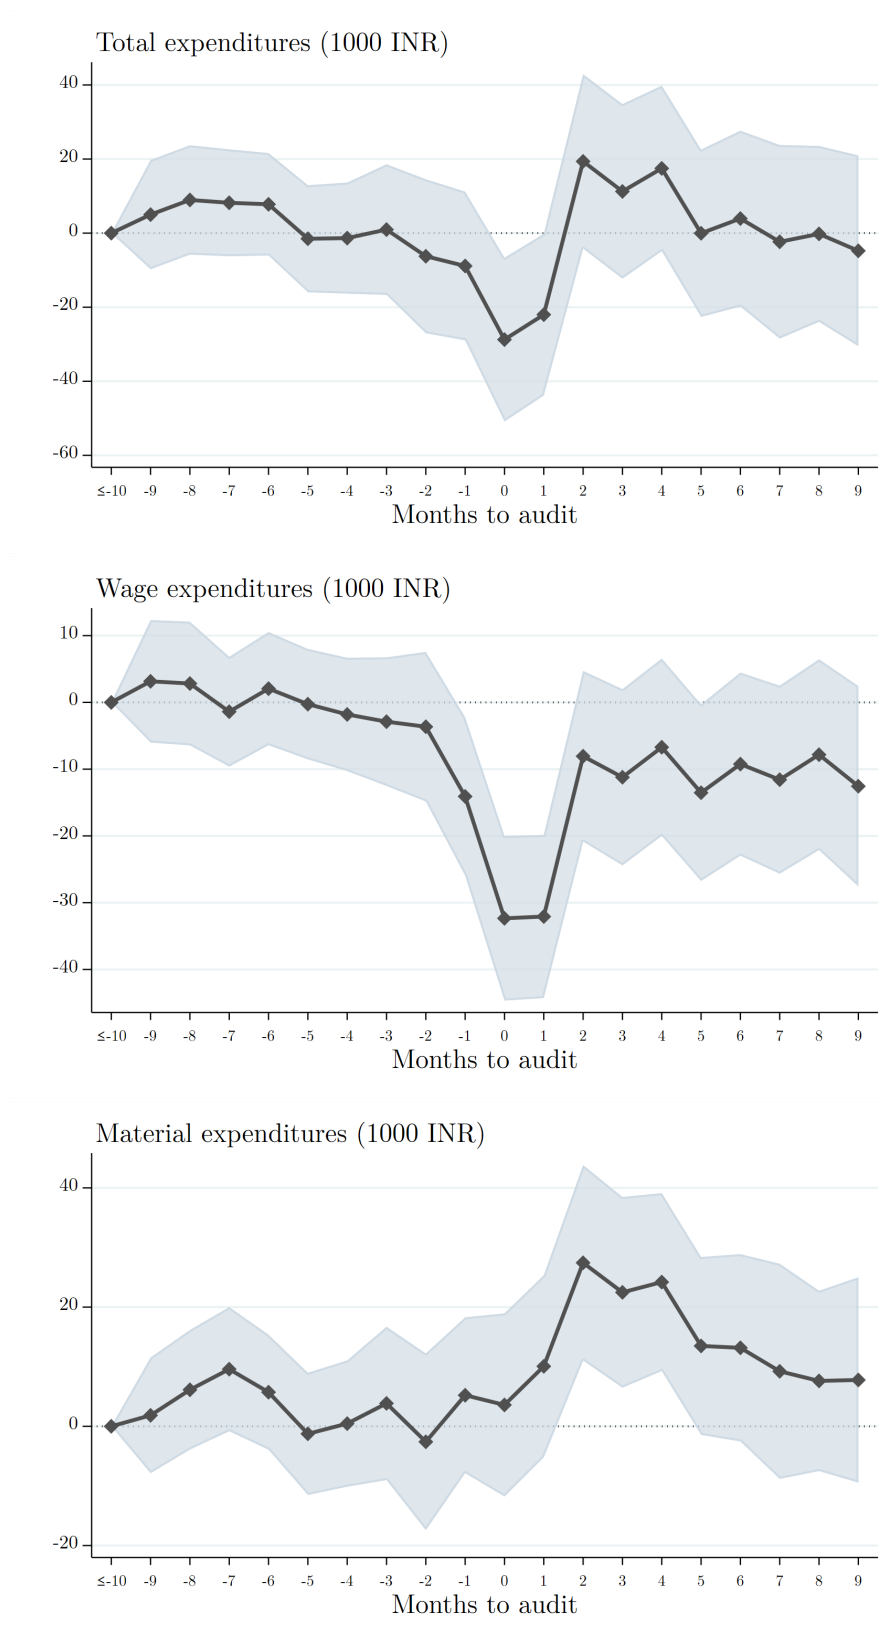 Total expenditures (1000 INR)
40
20
0
-20
-40
-60
≤-10 -9 -8 -7 -6 -5 -4 -3 -2 -1 0 1 2 3 4 5 6 7 8 9
Months to audit
Wage expenditures (1000 INR)
10
0
-10
-20
-30
-40
≤-10 -9 -8 -7 -6 -5 -4 -3 -2 -1 0 1 2 3 4 5 6 7 8 9
Months to audit
Material expenditures (1000 INR)
40
20
0
-20
≤-10 -9 -8 -7 -6 -5 -4 -3 -2 -1 0 1 2 3 4 5 6 7 8 9
Months to audit